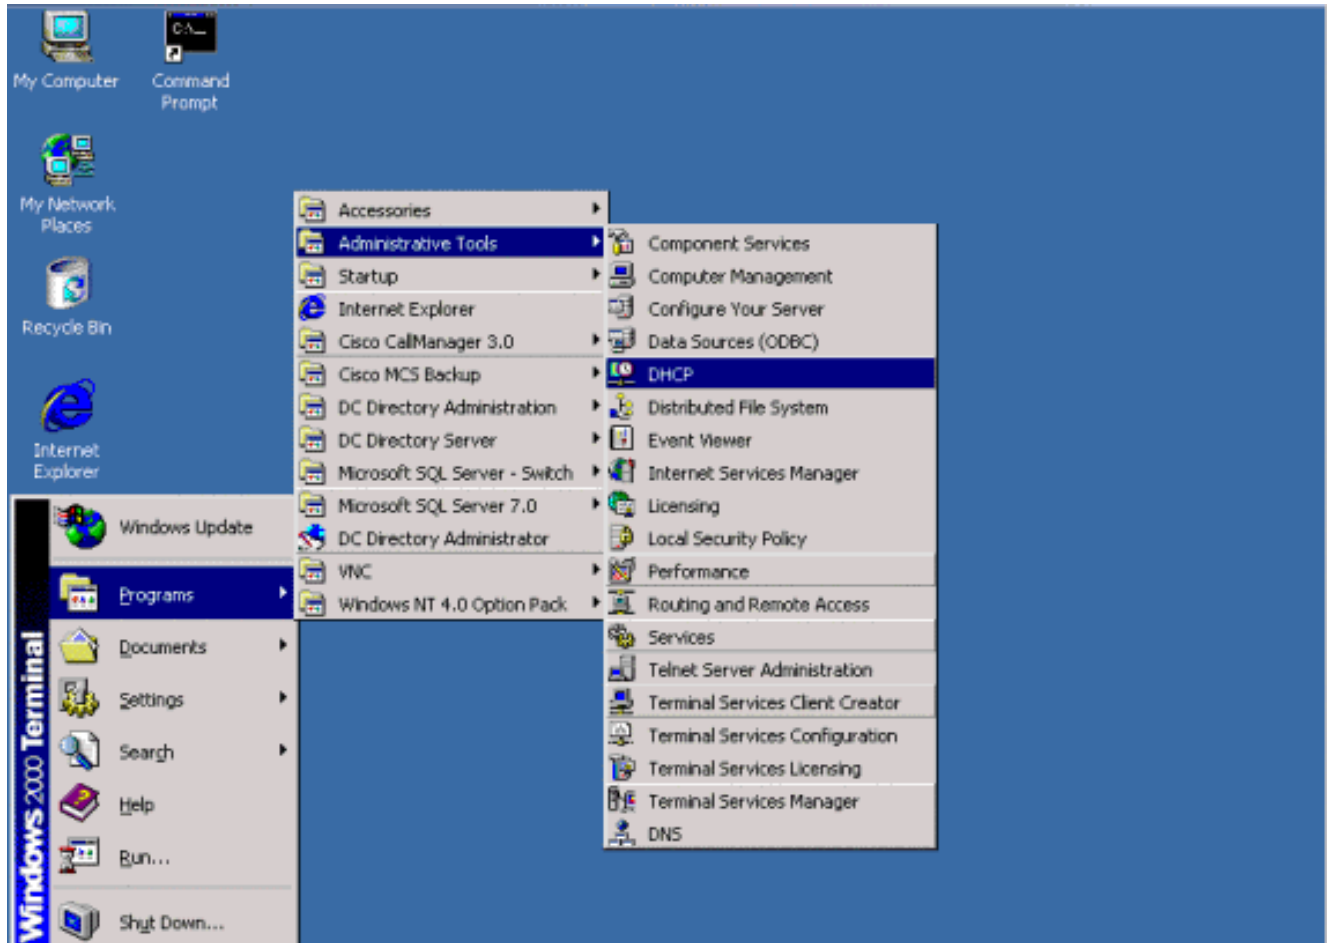 My Computer
Command
Prompt
My Network
Places
Recycle Bin
Internet
Explorer
Windows Update
Programs
Documents
Settings
Search
Help
Run...
Shut Down...
Windows 2000 Terminal
Accessories
Administrative Tools
Startup
Internet Explorer
Cisco CallManager 3.0
Cisco MCS Backup
DC Directory Administration
DC Directory Server
Microsoft SQL Server - Switch
Microsoft SQL Server 7.0
DC Directory Administrator
VNC
Windows NT 4.0 Option Pack
Component Services
Computer Management
Configure Your Server
Data Sources (ODBC)
DHCP
Distributed File System
Event Viewer
Internet Services Manager
Licensing
Local Security Policy
Performance
Routing and Remote Access
Services
Telnet Server Administration
Terminal Services Client Creator
Terminal Services Configuration
Terminal Services Licensing
Terminal Services Manager
DNS